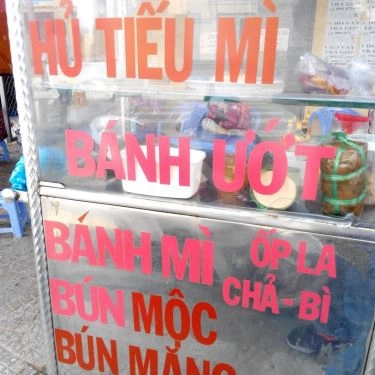 HỦ TIẾU MÌ
BÁNH ƯỚT
BÁNH MÌ ỐP LA
CHẢ-BÌ
BÚN MỘC
BÚN MĂNG